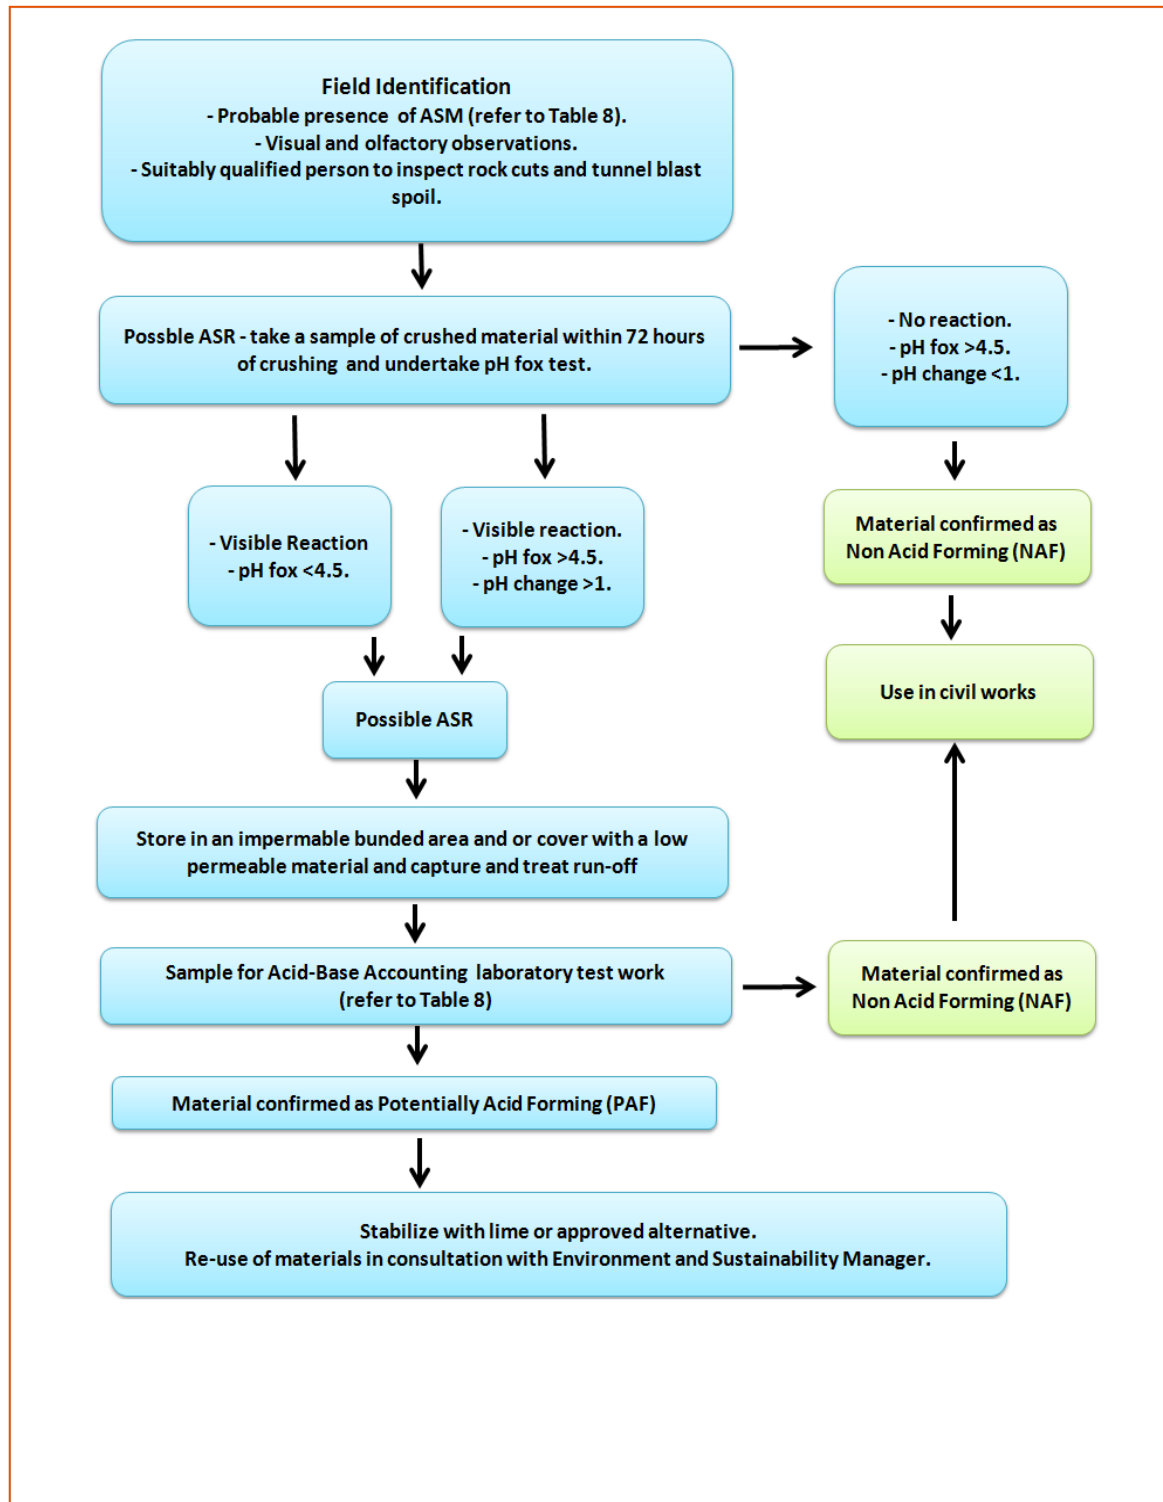 Field Identification
- Probable presence of ASM (refer to Table 8).
- Visual and olfactory observations.
- Suitably qualified person to inspect rock cuts and tunnel blast
spoil.
Possble ASR - take a sample of crushed material within 72 hours
of crushing and undertake pH fox test.
- No reaction.
- pH fox >4.5.
- pH change <1.
- Visible Reaction
- pH fox <4.5.
- Visible reaction.
- pH fox >4.5.
- pH change >1.
Material confirmed as
Non Acid Forming (NAF)
Use in civil works
Possible ASR
Store in an impermable bunded area and or cover with a low
permeable material and capture and treat run-off
Sample for Acid-Base Accounting laboratory test work
(refer to Table 8)
Material confirmed as
Non Acid Forming (NAF)
Material confirmed as Potentially Acid Forming (PAF)
Stabilize with lime or approved alternative.
Re-use of materials in consultation with Environment and Sustainability Manager.